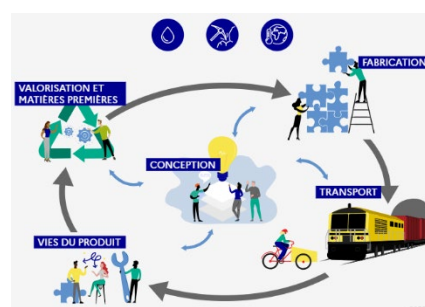 FABRICATION
VALORISATION ET
MATIÈRES PREMIÈRES
CONCEPTION
TRANSPORT
VIES DU PRODUIT